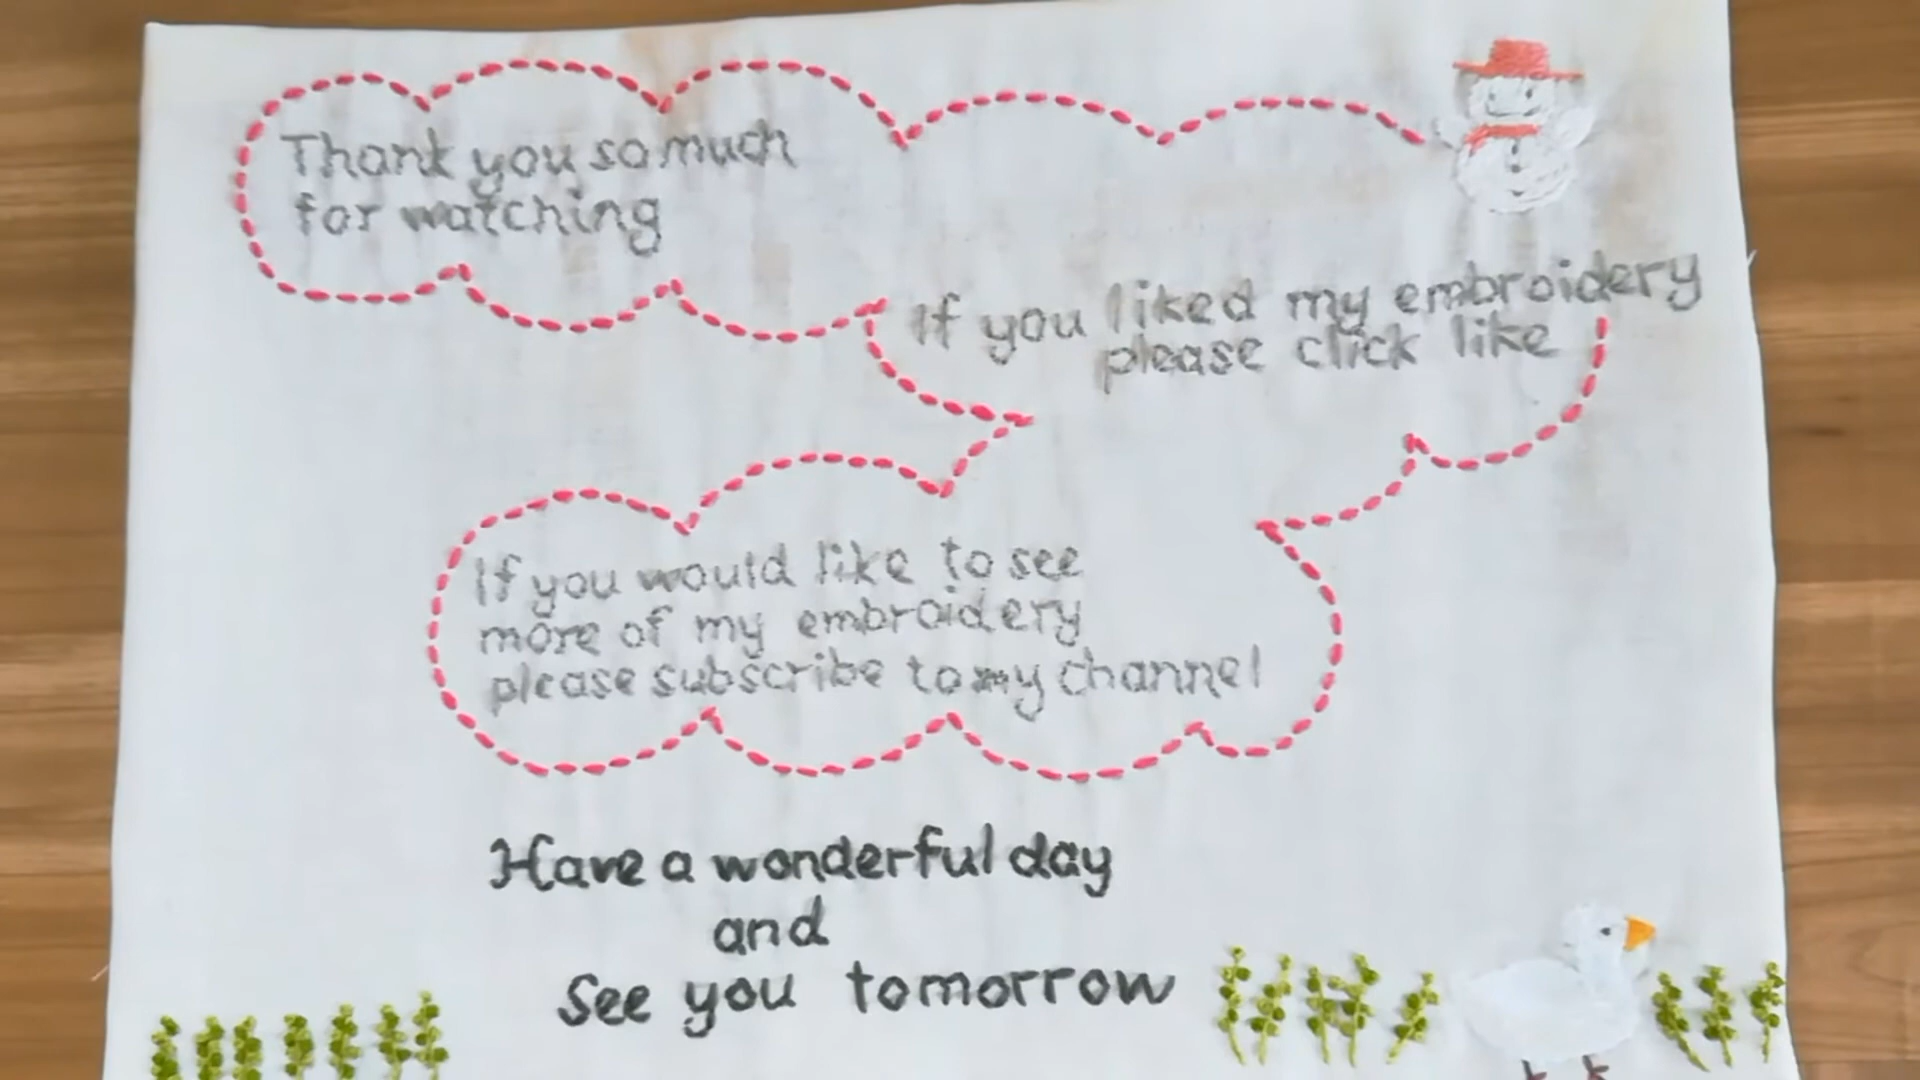 Thank you so much
for watching
If you liked my embroidery
please click like
If you would like to see
more of my embroidery
please subscribe to my channel
Have a wonderful day
and
See you tomorrow